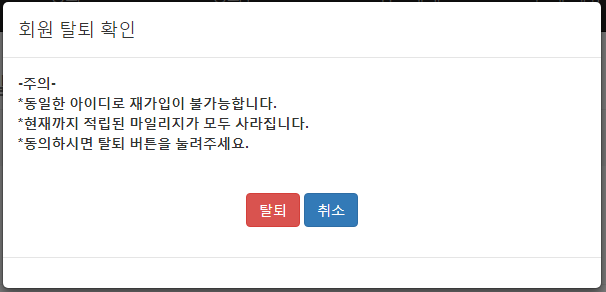 회원 탈퇴 확인
-주의-
*동일한 아이디로 재가입이 불가능합니다.
*현재까지 적립된 마일리지가 모두 사라집니다.
*동의하시면 탈퇴 버튼을 눌려주세요.
탈퇴 취소